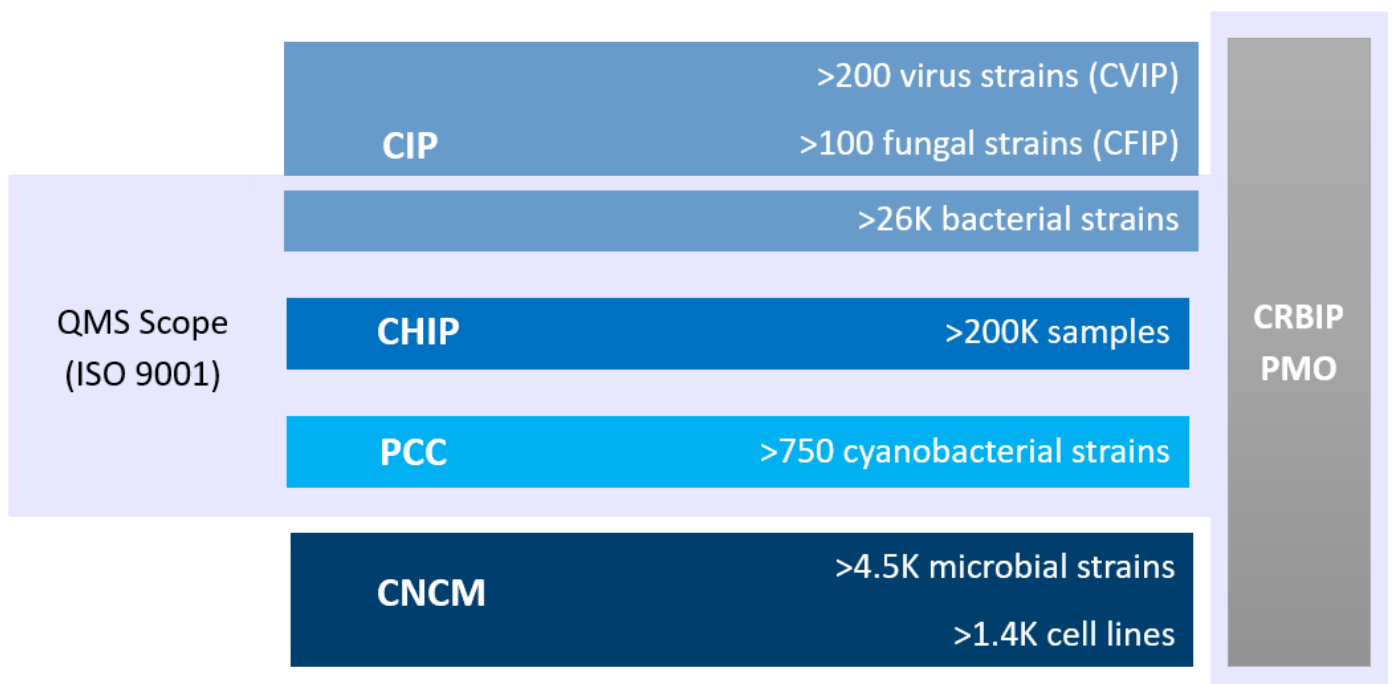 >200 virus strains (CVIP)
CIP
>100 fungal strains (CFIP)
>26K bacterial strains
QMS Scope
(ISO 9001)
CHIP
>200K samples
PCC
>750 cyanobacterial strains
CNCM
>4.5K microbial strains
>1.4K cell lines
CRBIP
PMO